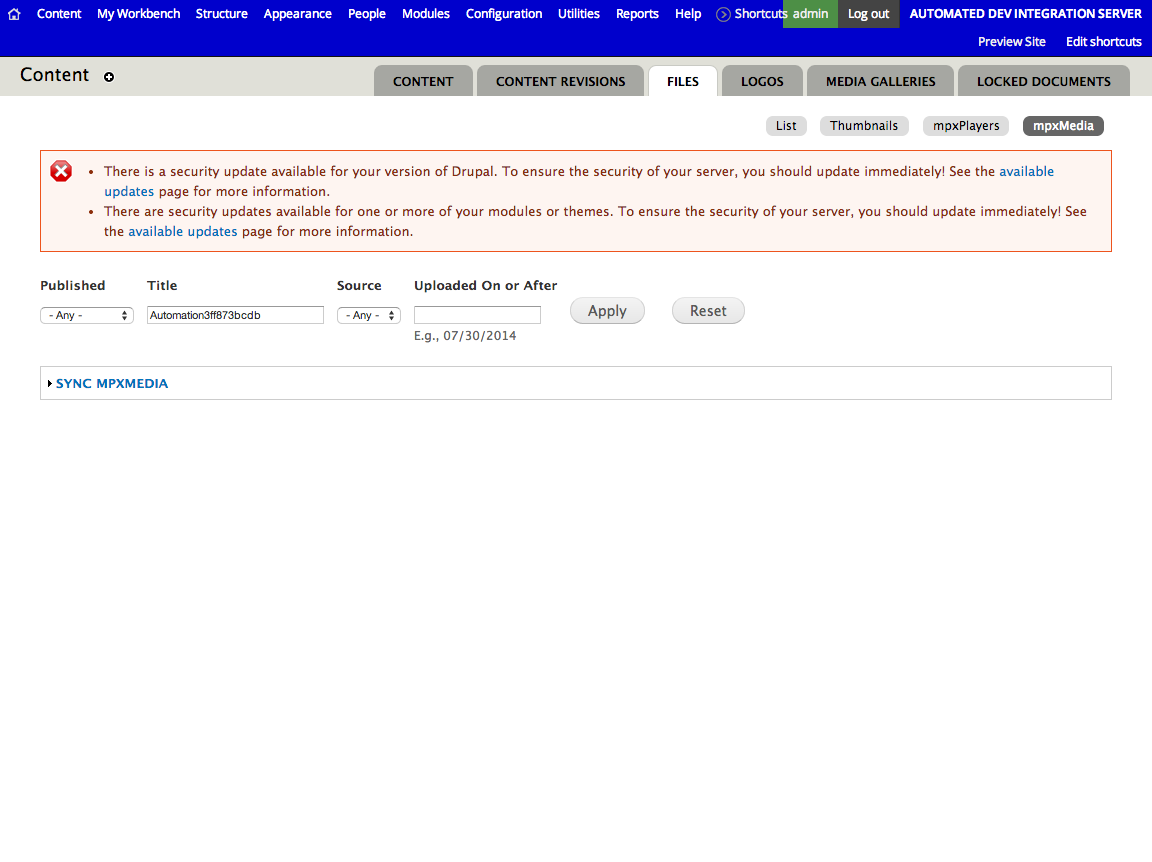 Content My Workbench Structure Appearance People Modules Configuration Utilities Reports Help Shortcuts admin Log out AUTOMATED DEV INTEGRATION SERVER
Preview Site Edit shortcuts
Content
CONTENT CONTENT REVISIONS FILES LOGOS MEDIA GALLERIES LOCKED DOCUMENTS
List Thumbnails mpxPlayers mpxMedia
• There is a security update available for your version of Drupal. To ensure the security of your server, you should update immediately! See the available
updates page for more information.
• There are security updates available for one or more of your modules or themes. To ensure the security of your server, you should update immediately! See
the available updates page for more information.
Published Title Source Uploaded On or After
- Any - Automation3ff873bcdb - Any - Apply Reset
E.g., 07/30/2014
SYNC MPXMEDIA